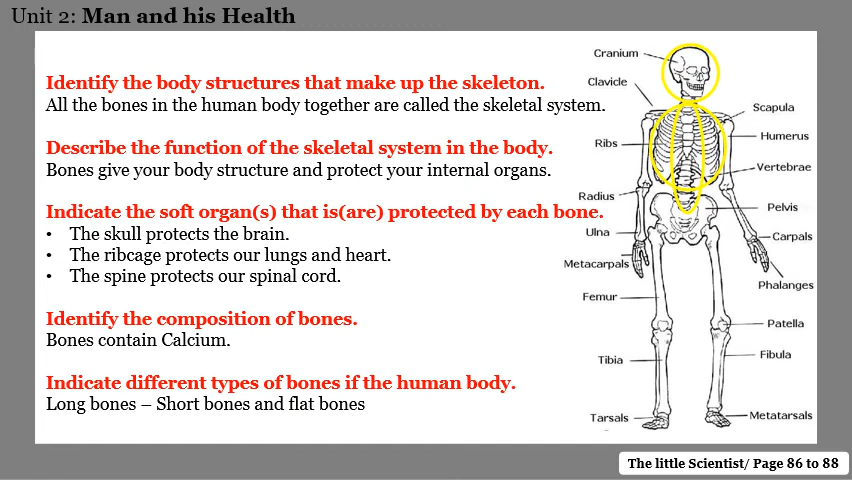 Unit 2: Man and his Health
Identify the body structures that make up the skeleton.
All the bones in the human body together are called the skeletal system.
Describe the function of the skeletal system in the body.
Bones give your body structure and protect your internal organs.
Indicate the soft organ(s) that is(are) protected by each bone.
• The skull protects the brain.
• The ribcage protects our lungs and heart.
• The spine protects our spinal cord.
Identify the composition of bones.
Bones contain Calcium.
Indicate different types of bones if the human body.
Long bones – Short bones and flat bones
Cranium
Clavicle
Scapula
Humerus
Ribs
Vertebrae
Radius
Pelvis
Ulna
Carpals
Metacarpals
Phalanges
Femur
Patella
Tibia
Fibula
Tarsals
Metatarsals
The little Scientist/ Page 86 to 88